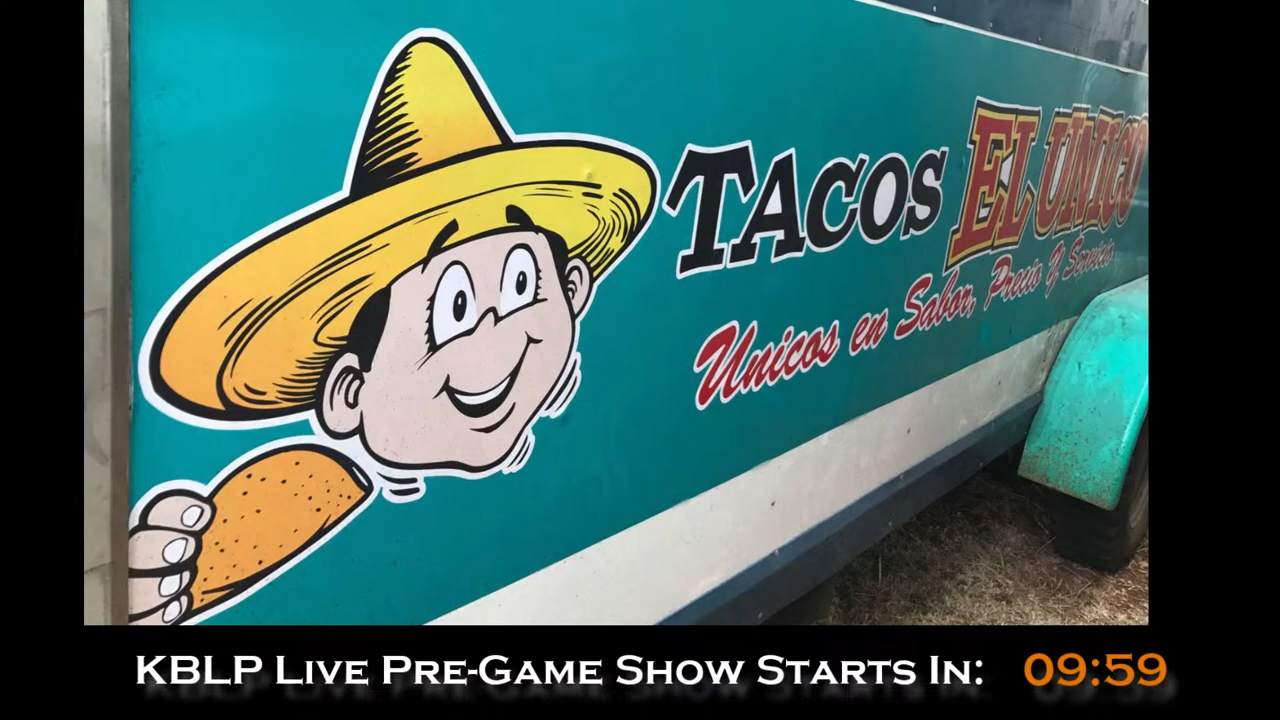 TACOS EL UNICO
Unicos en Sabor, Precio Y Servicio
KBLP LIVE PRE-GAME SHOW STARTS IN: 09:59